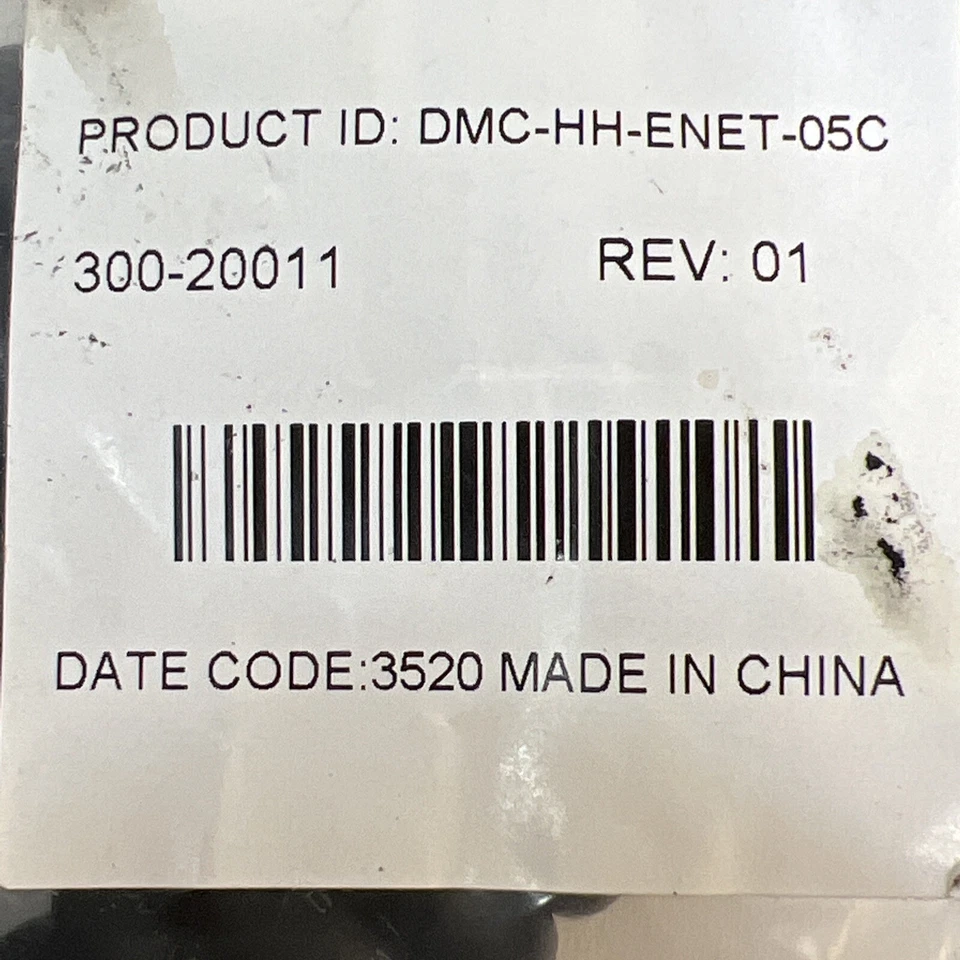 PRODUCT ID: DMC-HH-ENET-05C
300-20011 REV: 01
DATE CODE:3520 MADE IN CHINA